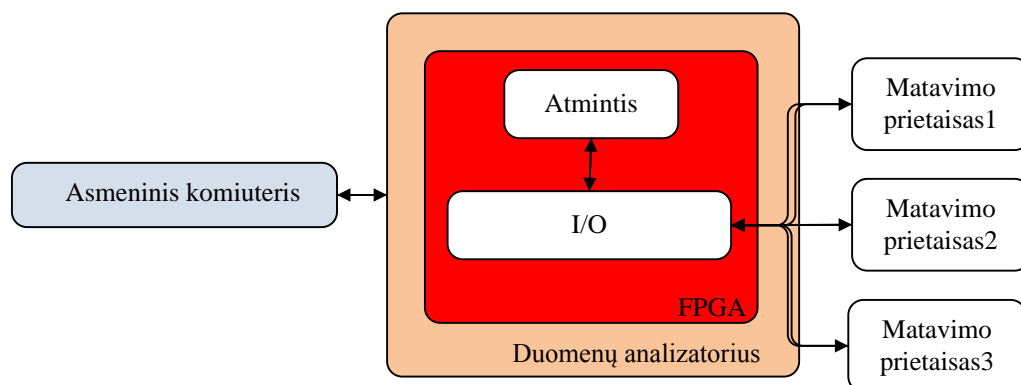 Asmeninis komiuteris
Atmintis
I/O
FPGA
Duomenų analizatorius
Matavimo
prietaisas1
Matavimo
prietaisas2
Matavimo
prietaisas3